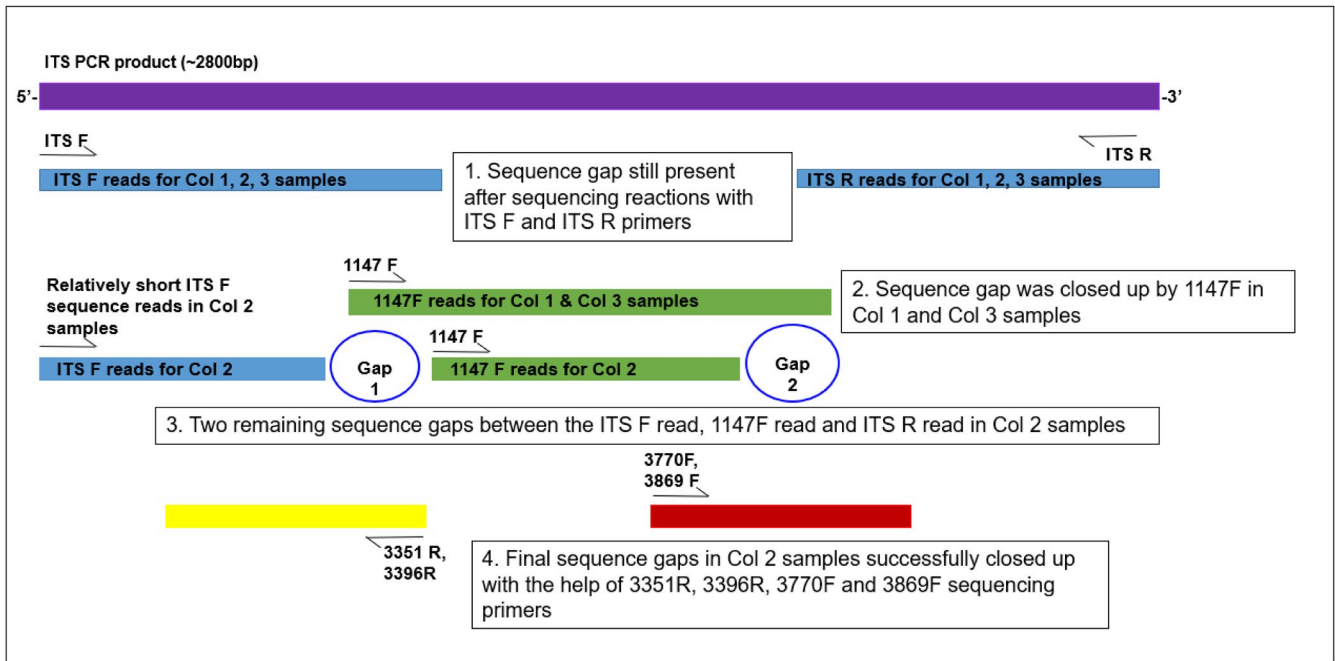 ITS PCR product (~2800bp)
5’-
-3’
ITS F
ITS R
ITS F reads for Col 1, 2, 3 samples
1. Sequence gap still present
after sequencing reactions with
ITS F and ITS R primers
ITS R reads for Col 1, 2, 3 samples
Relatively short ITS F
sequence reads in Col 2
samples
1147 F
1147F reads for Col 1 & Col 3 samples
2. Sequence gap was closed up by 1147F in
Col 1 and Col 3 samples
1147 F
ITS F reads for Col 2
Gap
1
1147 F reads for Col 2
Gap
2
3. Two remaining sequence gaps between the ITS F read, 1147F read and ITS R read in Col 2 samples
3770F,
3869 F
3351 R,
3396R
4. Final sequence gaps in Col 2 samples successfully closed up
with the help of 3351R, 3396R, 3770F and 3869F sequencing
primers